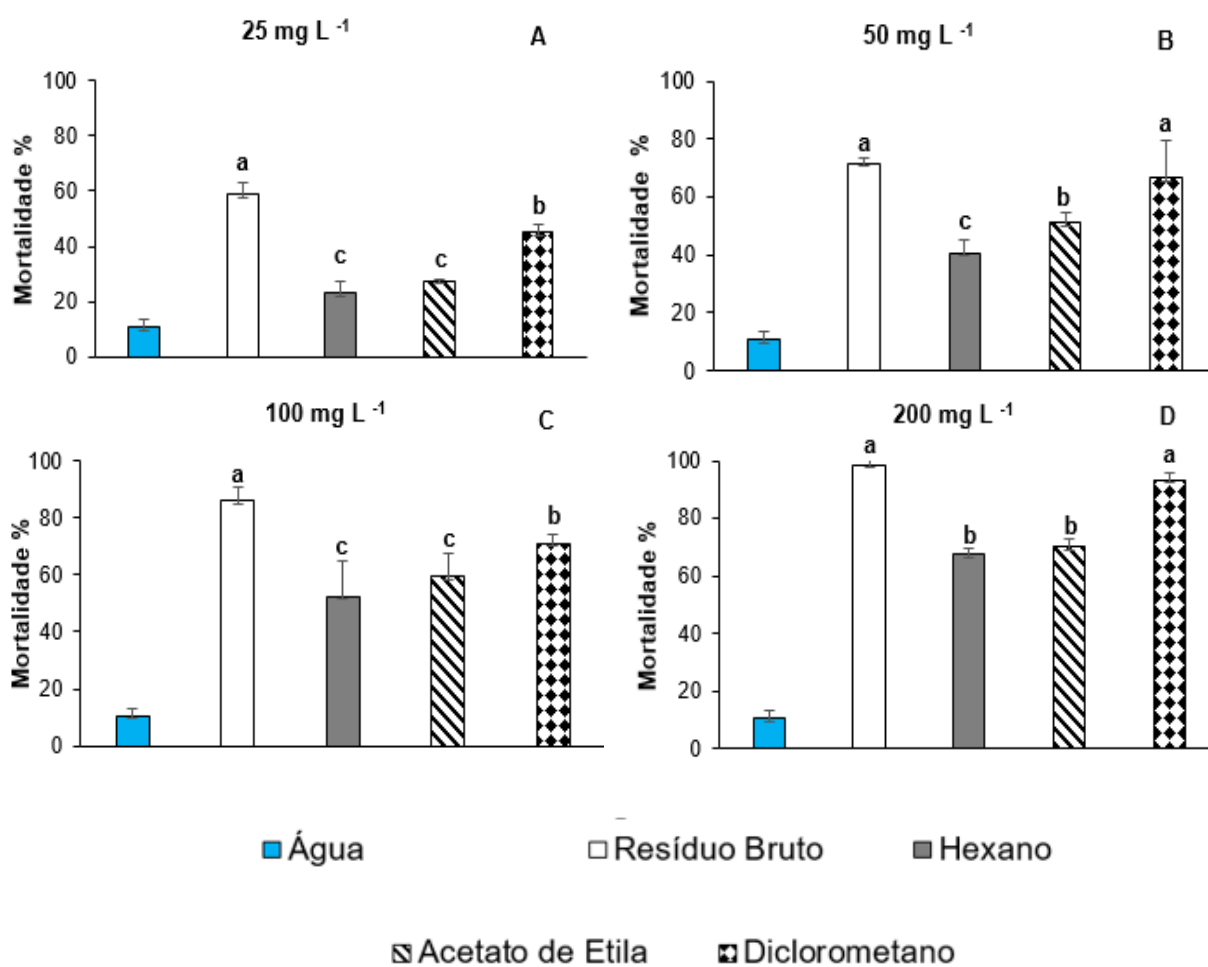 25 mg L ⁻¹
A
Mortalidade %
100
80
60
40
20
0
a
c
c
b
50 mg L ⁻¹
B
Mortalidade %
100
80
60
40
20
0
a
c
b
a
100 mg L ⁻¹
C
Mortalidade %
100
80
60
40
20
0
a
c
c
b
200 mg L⁻¹
D
Mortalidade %
100
80
60
40
20
0
a
b
b
a
Água
Resíduo Bruto
Hexano
Acetato de Etila
Diclorometano